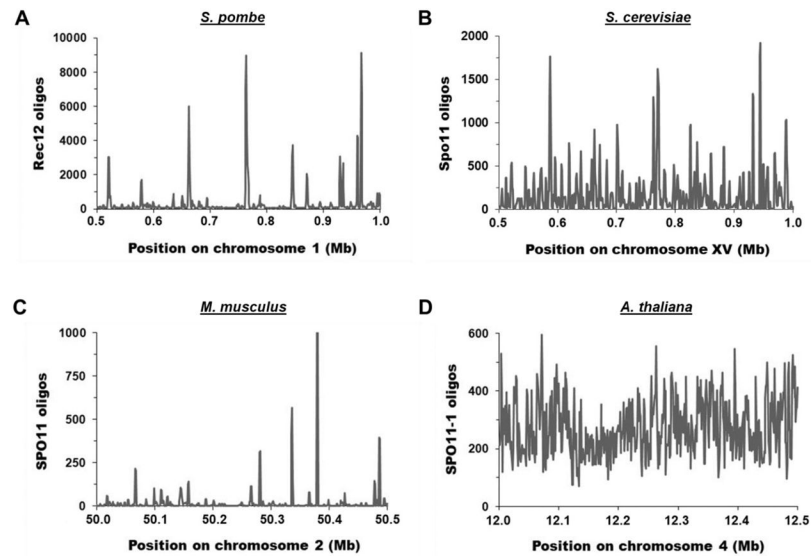 A
S. pombe
10000
8000
6000
4000
2000
0
Rec12 oligos
0.5 0.6 0.7 0.8 0.9 1.0
Position on chromosome 1 (Mb)
B
S. cerevisiae
2000
1500
1000
500
0
Spo11 oligos
0.5 0.6 0.7 0.8 0.9 1.0
Position on chromosome XV (Mb)
C
M. musculus
1000
750
500
250
0
SPO11 oligos
50.0 50.1 50.2 50.3 50.4 50.5
Position on chromosome 2 (Mb)
D
A. thaliana
600
400
200
0
SPO11-1 oligos
12.0 12.1 12.2 12.3 12.4 12.5
Position on chromosome 4 (Mb)